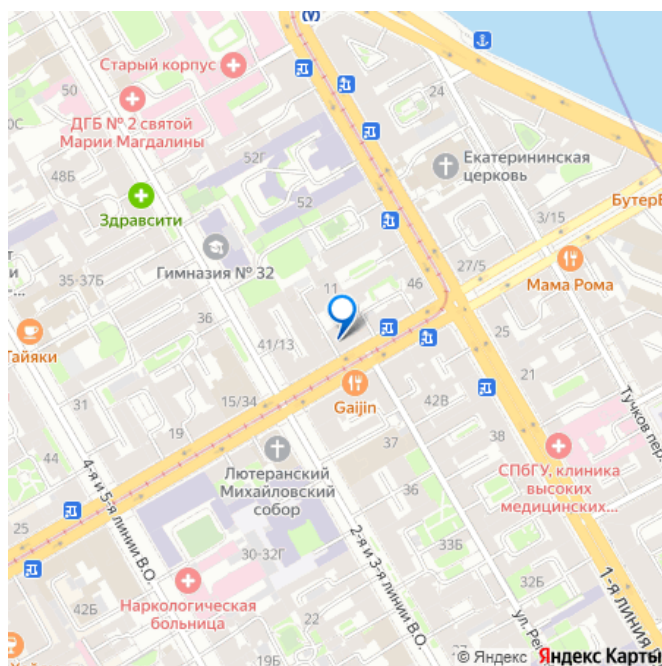 Старый корпус
50
24
0С
ДГБ № 2 святой
Марии Магдалины
52Г
Екатерининская
церковь
48Б
52
Здравсити
3/15
Гимназия № 32
27/5
Мама Рома
35-37Б
11
46
36
25
Тайяки
41/13
21
Gaijin
31
15/34
42В
19
37
44
Лютеранский
Михайловский
собор
СПбГУ, клиника
высоких
медицинских...
Тучков пер.
36
4-я и 5-я линии В.О.
25
33Б
30-32Г
2-я и 3-я линии В.О.
32Б
Наркологическая
больница
42Б
22
1-я линия
© Яндекс Яндекс Карты